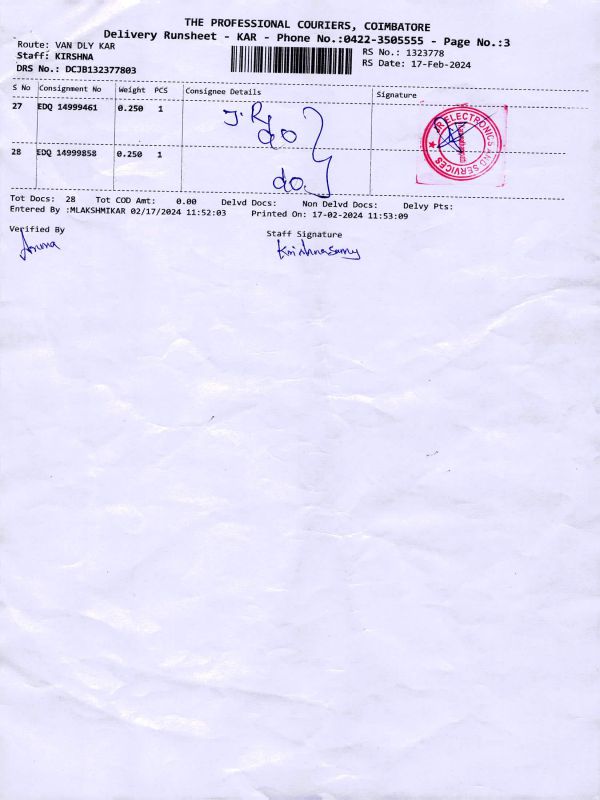 THE PROFESSIONAL COURIERS, COIMBATORE
Delivery Runsheet - KAR - Phone No.:0422-3505555 - Page No.:3
Route: VAN DLY KAR
Staff: KIRSHNA
DRS No.: DCJB132377803
RS No.: 1323778
RS Date: 17-Feb-2024
S No Consignment No Weight PCS Consignee Details Signature
27 EDQ 14999461 0.250 1 J.R
do
JR ELECTRONICS AND SERVICES
28 EDQ 14999858 0.250 1 do
Tot Docs: 28 Tot COD Amt: 0.00 Delvd Docs: Non Delvd Docs: Delvy Pts:
Entered By :MLAKSHMIKAR 02/17/2024 11:52:03 Printed On: 17-02-2024 11:53:09
Verified By Staff Signature
Krishnasamy